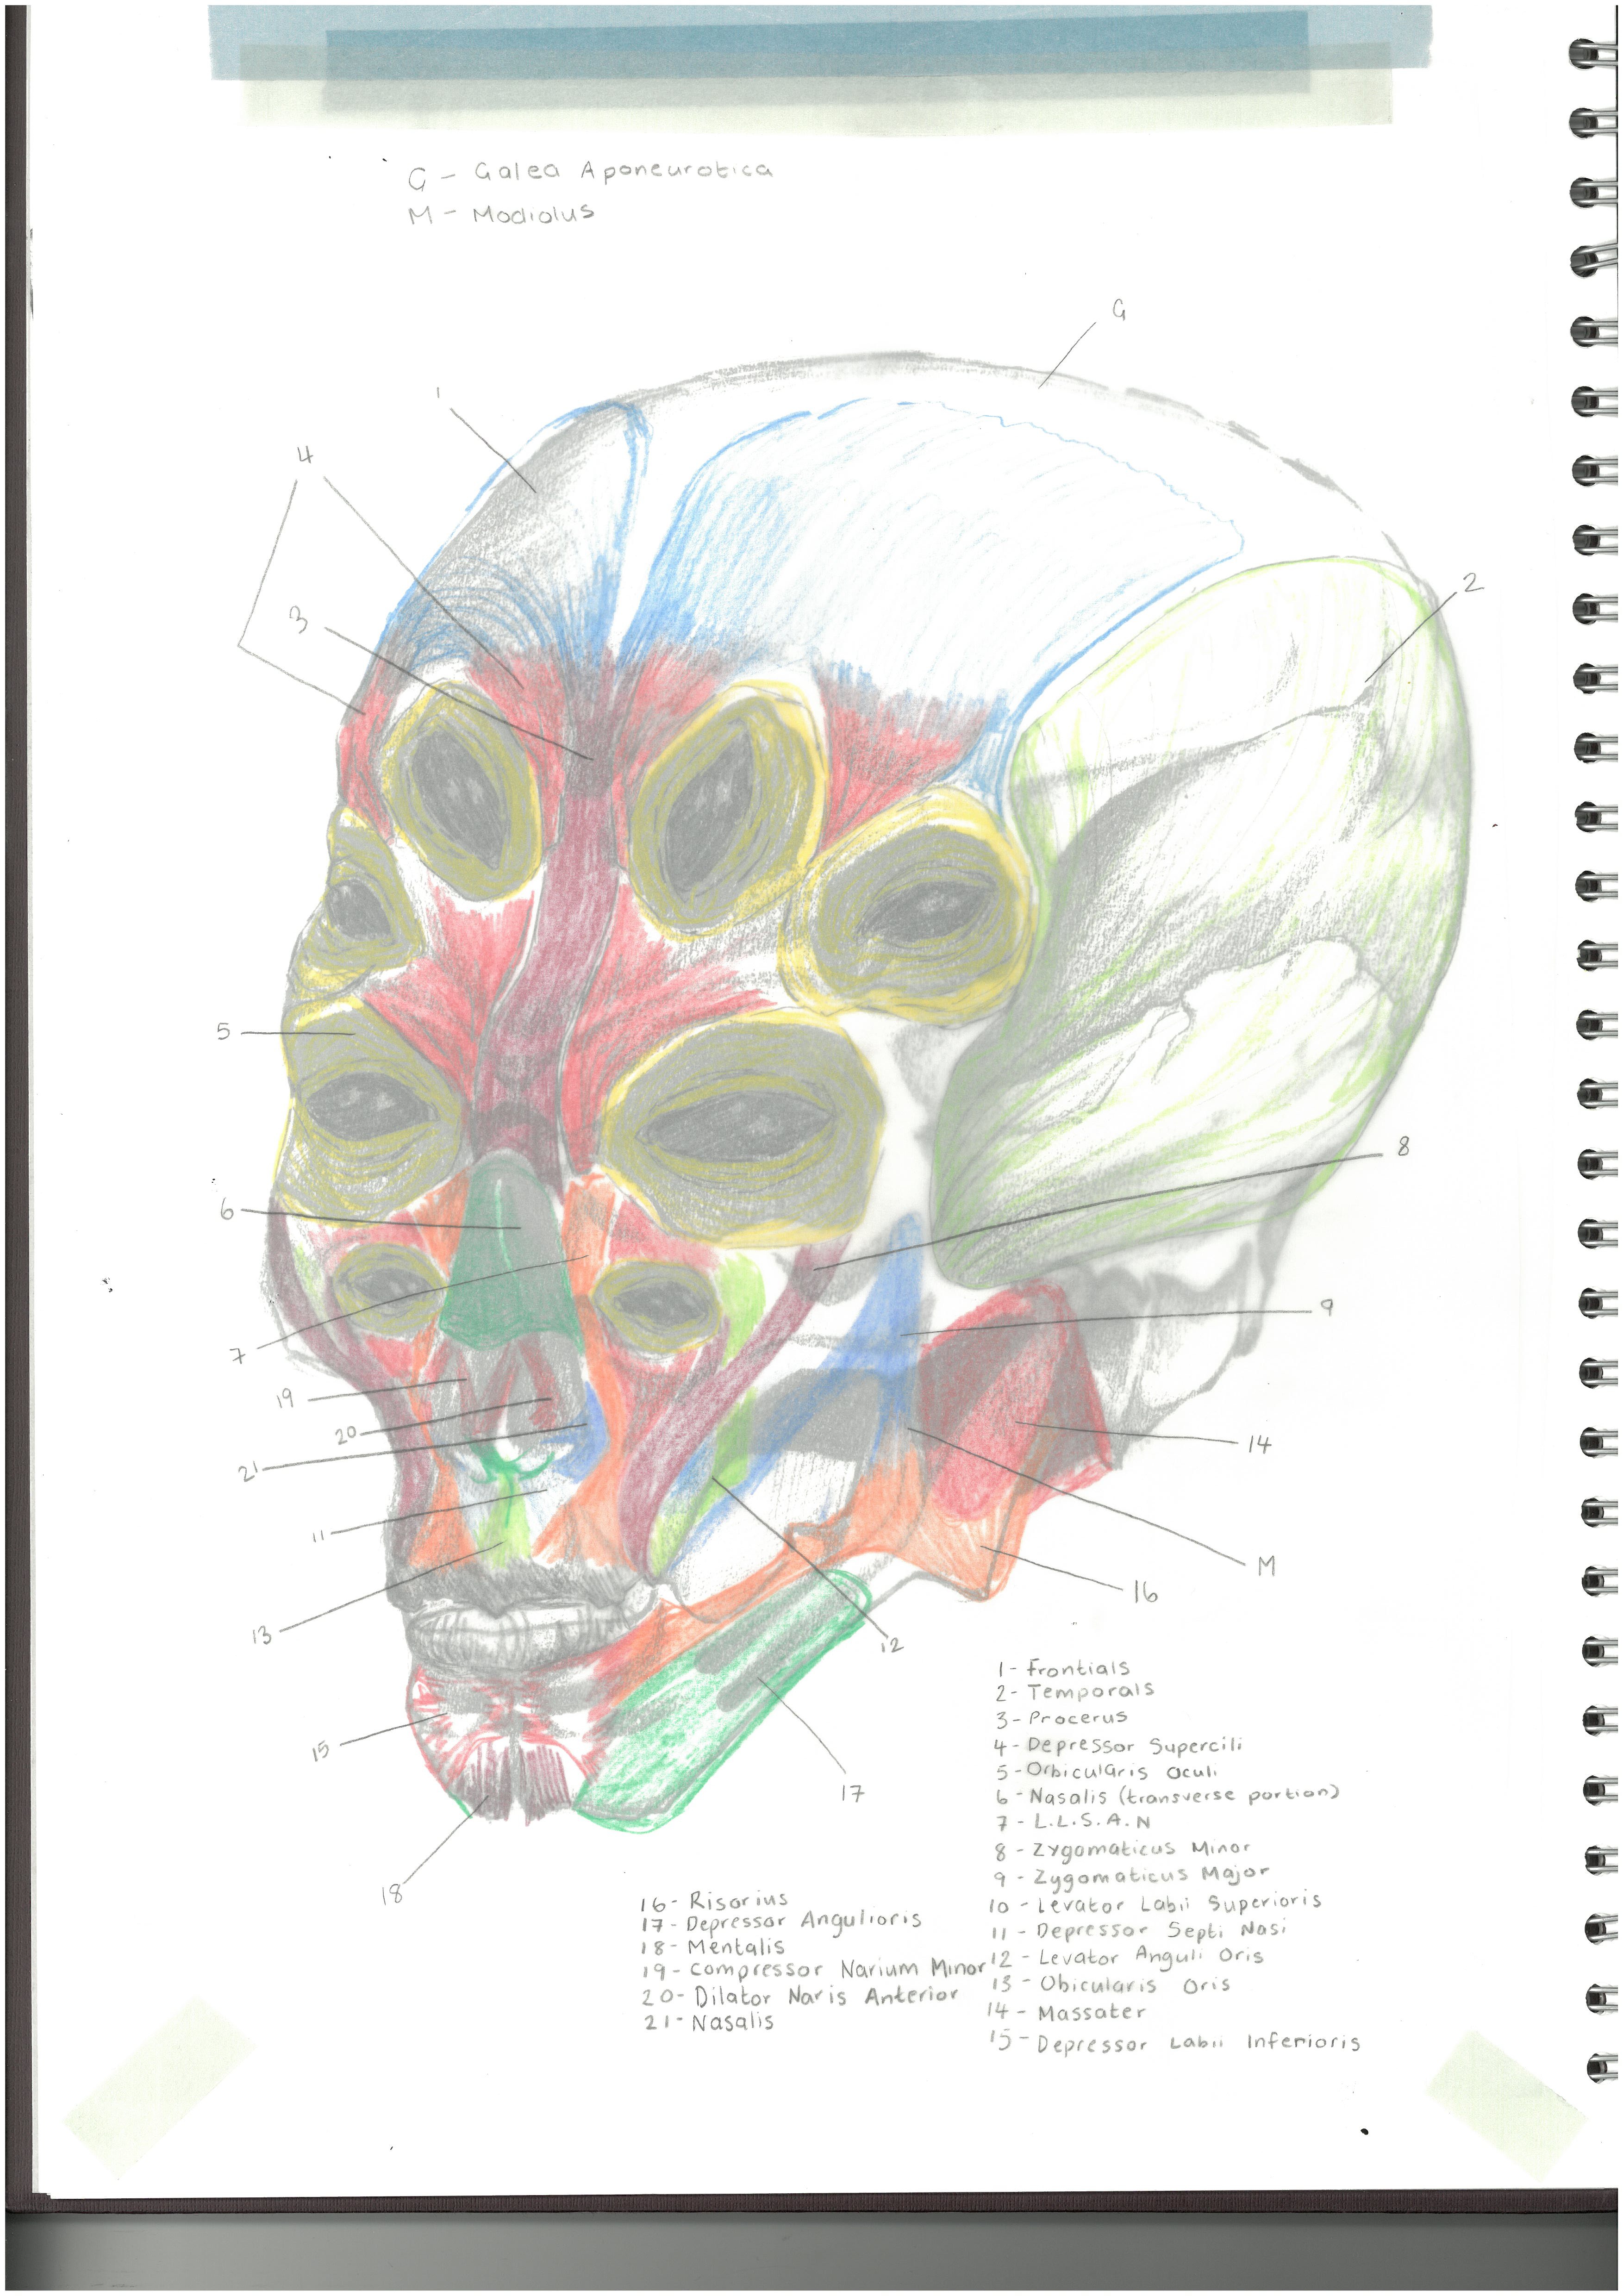 G - Galea Aponeurotica
M - Modiolus
G
1
4
3
2
5
8
6
9
7
19
20
21
14
11
M
16
13
12
15
17
18
1 - Frontials
2 - Temporals
3 - Procerus
4 - Depressor Supercili
5 - Orbicularis Oculi
6 - Nasalis (transverse portion)
7 - L.L.S.A.N
8 - Zygomaticus Minor
9 - Zygomaticus Major
10 - Levator Labii Superioris
11 - Depressor Septi Nasi
12 - Levator Anguli Oris
13 - Obicularis Oris
14 - Massater
15 - Depressor Labii Inferioris
16 - Risorius
17 - Depressor Angulioris
18 - Mentalis
19 - Compressor Narium Minor
20 - Dilator Naris Anterior
21 - Nasalis